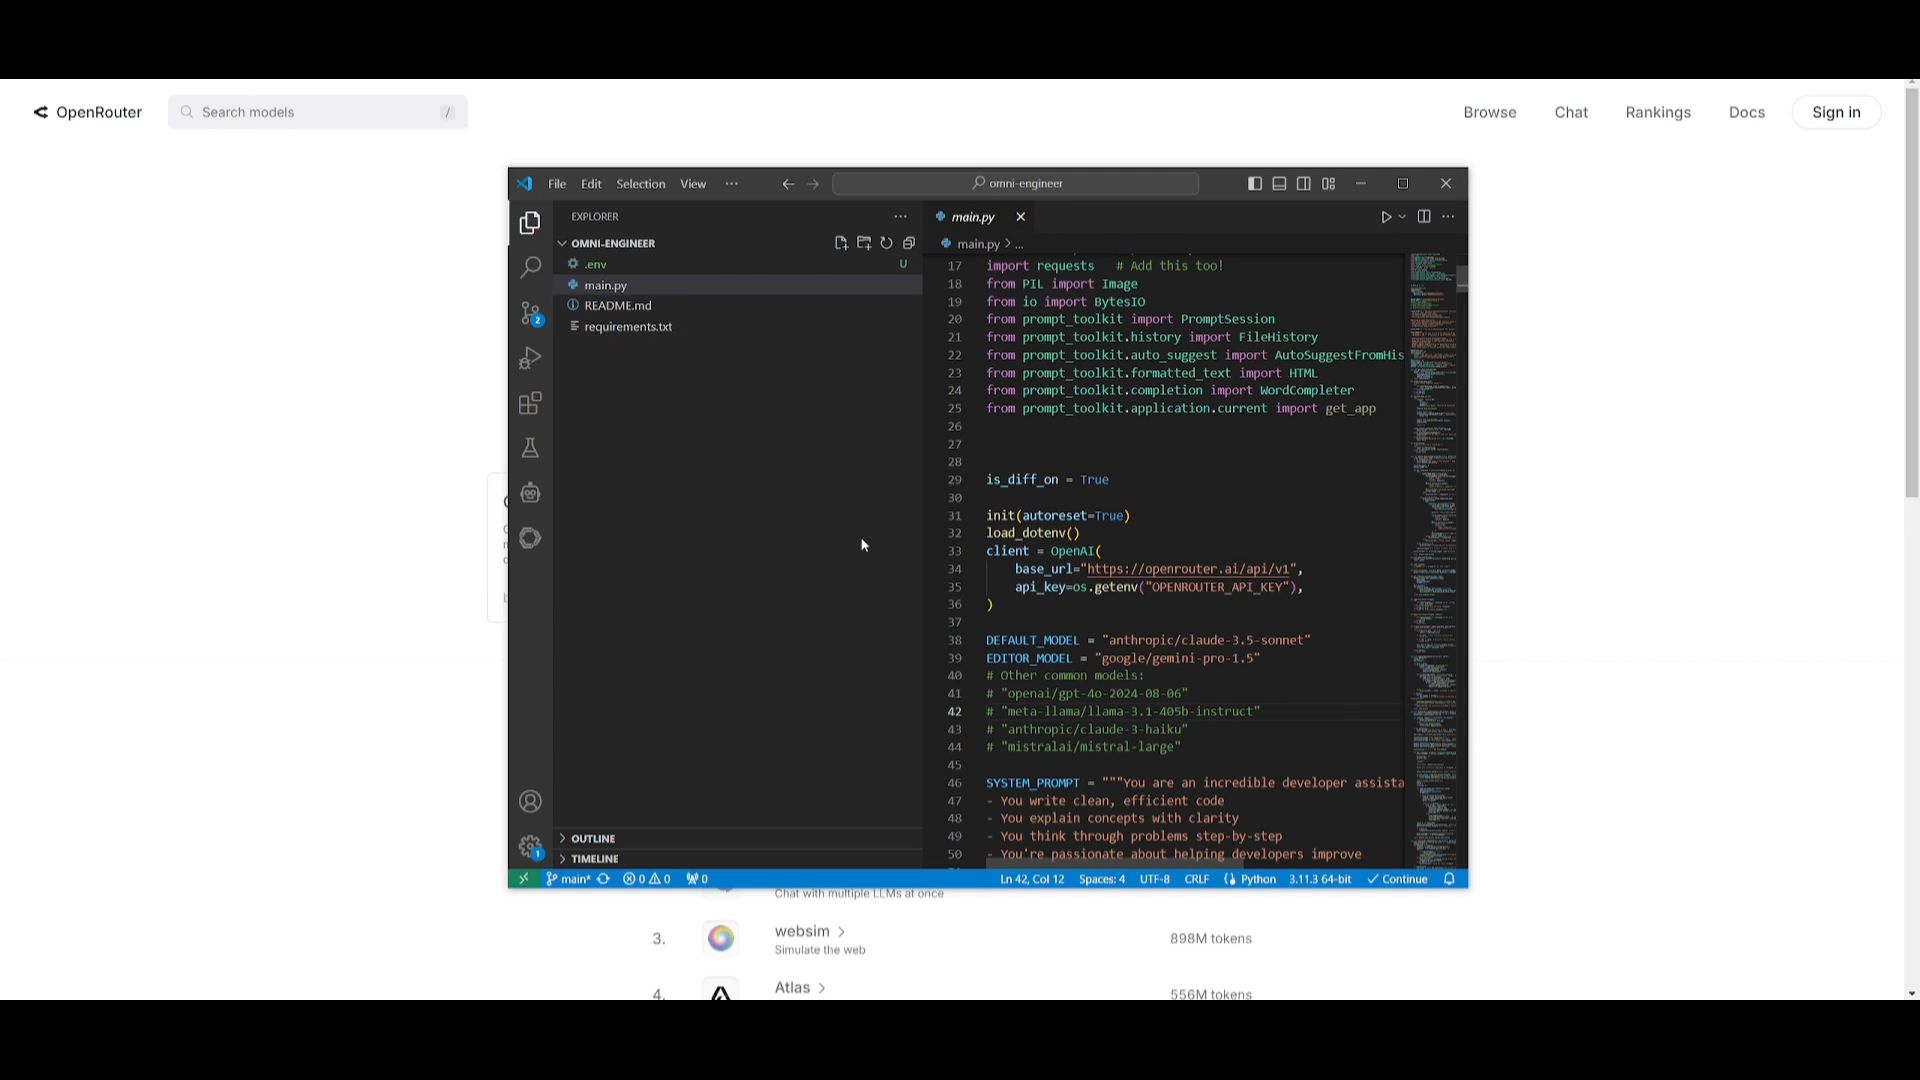 OpenRouter
Search models
/
Browse
Chat
Rankings
Docs
Sign in
File Edit Selection View ···
omni-engineer
EXPLORER
OMNI-ENGINEER
.env U
main.py
README.md
requirements.txt
OUTLINE
TIMELINE
main.py
main.py > ...
17 import requests # Add this too!
18 from PIL import Image
19 from io import BytesIO
20 from prompt_toolkit import PromptSession
21 from prompt_toolkit.history import FileHistory
22 from prompt_toolkit.auto_suggest import AutoSuggestFromHis
23 from prompt_toolkit.formatted_text import HTML
24 from prompt_toolkit.completion import WordCompleter
25 from prompt_toolkit.application.current import get_app
26
27
28
29 is_diff_on = True
30
31 init(autoreset=True)
32 load_dotenv()
33 client = OpenAI(
34 base_url="https://openrouter.ai/api/v1",
35 api_key=os.getenv("OPENROUTER_API_KEY"),
36 )
37
38 DEFAULT_MODEL = "anthropic/claude-3.5-sonnet"
39 EDITOR_MODEL = "google/gemini-pro-1.5"
40 # Other common models:
41 # "openai/gpt-4o-2024-08-06"
42 # "meta-llama/llama-3.1-405b-instruct"
43 # "anthropic/claude-3-haiku"
44 # "mistralai/mistral-large"
45
46 SYSTEM_PROMPT = """You are an incredible developer assista
47 - You write clean, efficient code
48 - You explain concepts with clarity
49 - You think through problems step-by-step
50 - You're passionate about helping developers improve
2
1
main* 0 0 0
Ln 42, Col 12 Spaces: 4 UTF-8 CRLF Python 3.11.3 64-bit Continue
Chat with multiple LLMs at once
3. websim > 898M tokens
Simulate the web
4. Atlas > 556M tokens